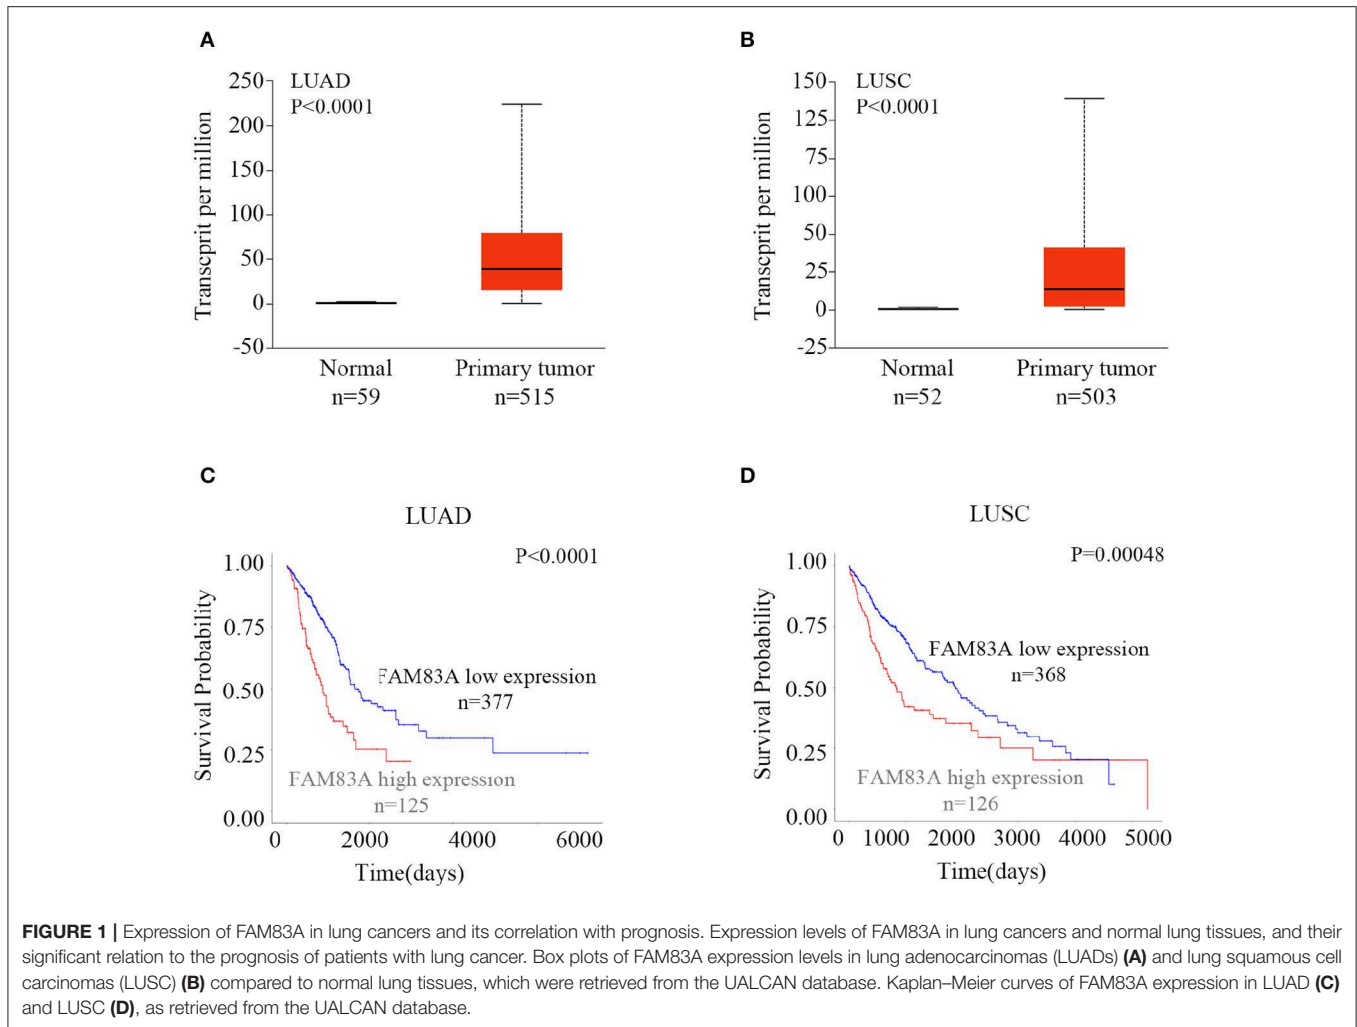 A
LUAD
P<0.0001
Transcprit per million
250
200
150
100
50
0
-50
Normal
n=59
Primary tumor
n=515
B
LUSC
P<0.0001
Transcprit per million
150
125
75
100
50
25
0
-25
Normal
n=52
Primary tumor
n=503
C
LUAD
P<0.0001
Survival Probability
1.00
0.75
0.50
0.25
0.00
FAM83A low expression
n=377
FAM83A high expression
n=125
0 2000 4000 6000
Time(days)
D
LUSC
P=0.00048
Survival Probability
1.00
0.75
0.50
0.25
0.00
FAM83A low expression
n=368
FAM83A high expression
n=126
0 1000 2000 3000 4000 5000
Time(days)
FIGURE 1 | Expression of FAM83A in lung cancers and its correlation with prognosis. Expression levels of FAM83A in lung cancers and normal lung tissues, and their
significant relation to the prognosis of patients with lung cancer. Box plots of FAM83A expression levels in lung adenocarcinomas (LUADs) (A) and lung squamous cell
carcinomas (LUSC) (B) compared to normal lung tissues, which were retrieved from the UALCAN database. Kaplan–Meier curves of FAM83A expression in LUAD (C)
and LUSC (D), as retrieved from the UALCAN database.